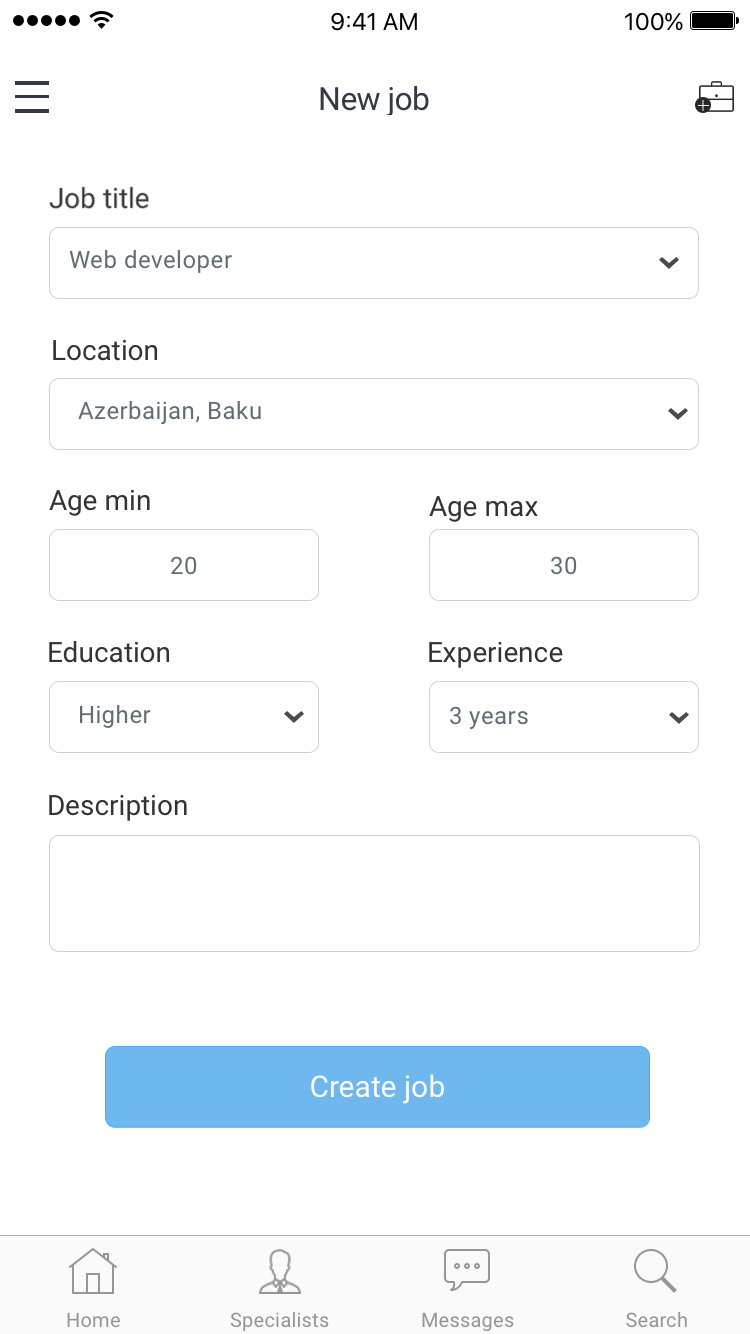 9:41 AM 100%
New job
Job title
Web developer
Location
Azerbaijan, Baku
Age min Age max
20 30
Education Experience
Higher 3 years
Description
Create job
Home Specialists Messages Search